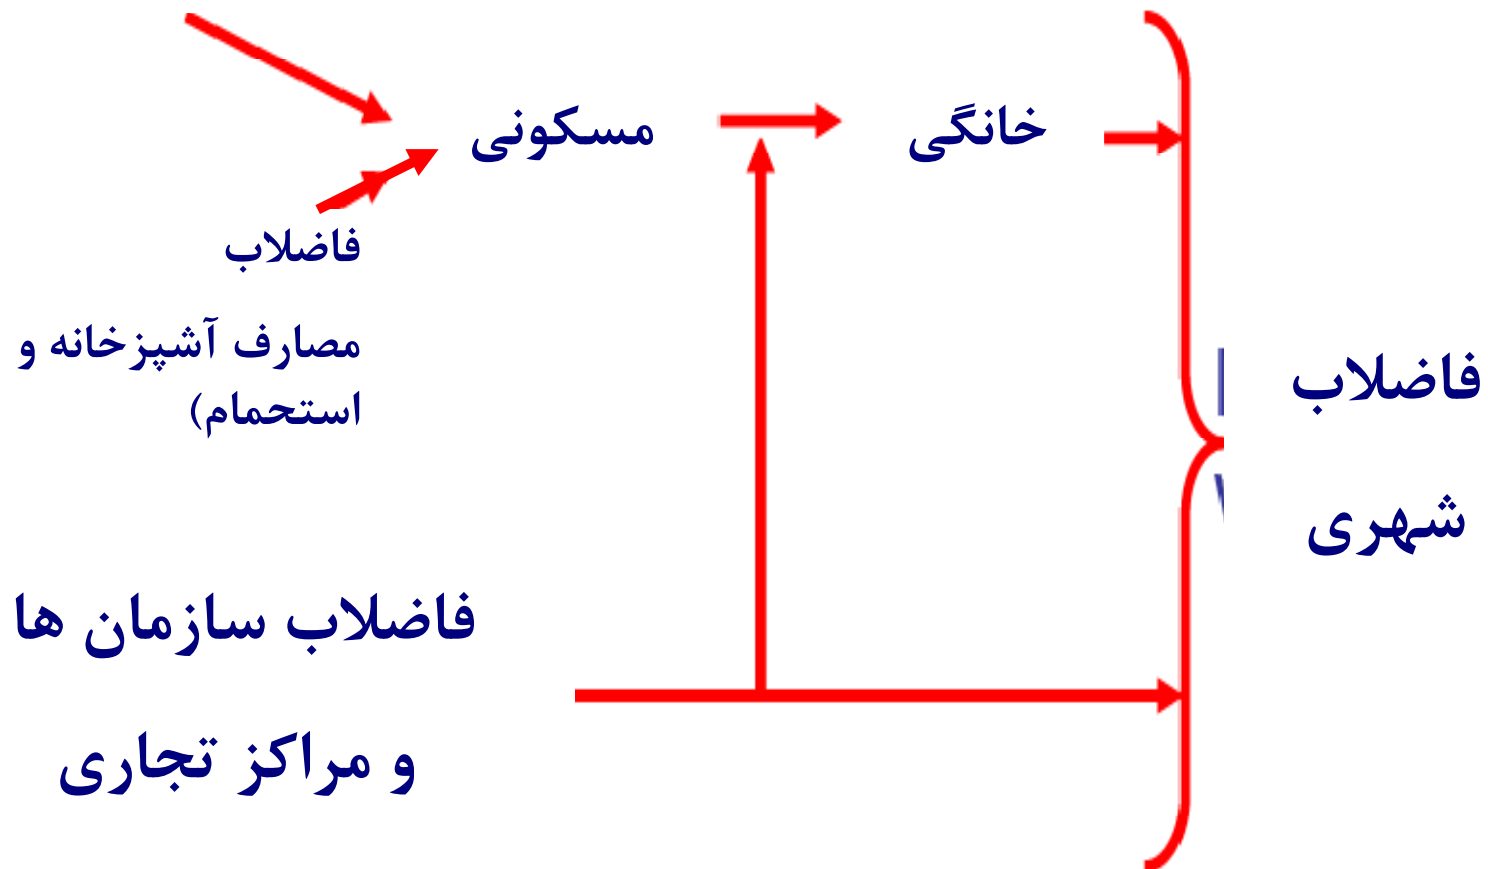 مسکونی
خانگی
فاضلاب
مصارف آشپزخانه و
استحمام)
فاضلاب
شهری
فاضلاب سازمان ها
و مراکز تجاری